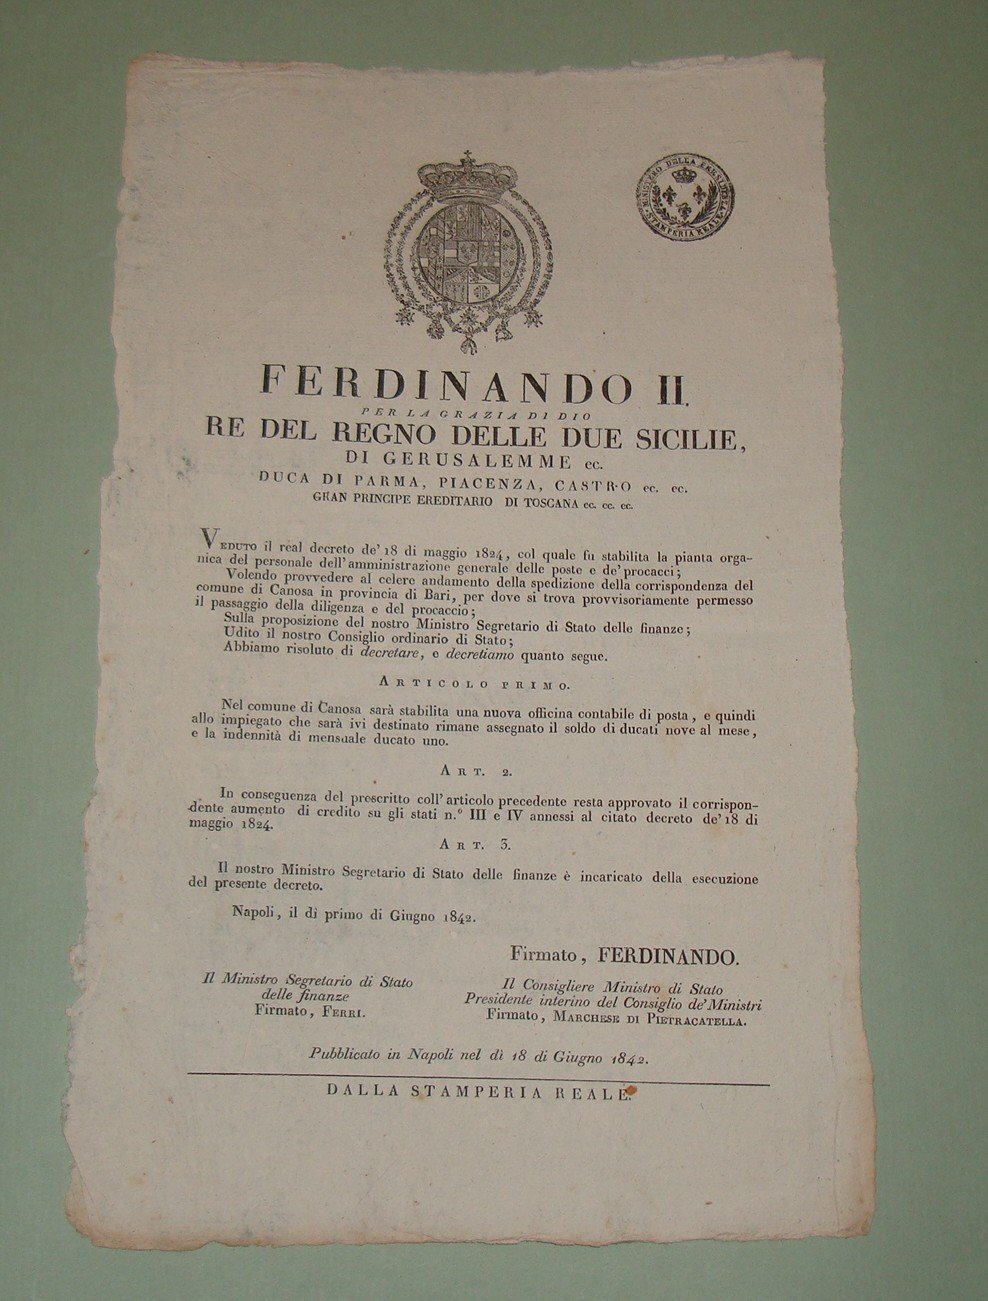 MINISTERO DELLA PRESIDENZA
STAMPERIA REALE
FERDINANDO II.
PER LA GRAZIA DI DIO
RE DEL REGNO DELLE DUE SICILIE,
DI GERUSALEMME ec.
DUCA DI PARMA, PIACENZA, CASTRO ec. ec.
GRAN PRINCIPE EREDITARIO DI TOSCANA ec. ec. ec.
VEDUTO il real decreto de' 18 di maggio 1824, col quale fu stabilita la pianta orga-
nica del personale dell'amministrazione generale delle poste e de' procacci;
Volendo provvedere al celere andamento della spedizione della corrispondenza del
comune di Canosa in provincia di Bari, per dove si trova provvisoriamente permesso
il passaggio della diligenza e del procaccio;
Sulla proposizione del nostro Ministro Segretario di Stato delle finanze;
Udito il nostro Consiglio ordinario di Stato;
Abbiamo risoluto di decretare, e decretiamo quanto segue.
ARTICOLO PRIMO.
Nel comune di Canosa sarà stabilita una nuova officina contabile di posta, e quindi
allo impiegato che sarà ivi destinato rimane assegnato il soldo di ducati nove al mese,
e la indennità di mensuale ducato uno.
ART. 2.
In conseguenza del prescritto coll'articolo precedente resta approvato il corrispon-
dente aumento di credito su gli stati n.° III e IV annessi al citato decreto de' 18 di
maggio 1824.
ART. 3.
Il nostro Ministro Segretario di Stato delle finanze è incaricato della esecuzione
del presente decreto.
Napoli, il dì primo di Giugno 1842.
Firmato, FERDINANDO.
Il Ministro Segretario di Stato
delle finanze
Firmato, FERRI.
Il Consigliere Ministro di Stato
Presidente interino del Consiglio de' Ministri
Firmato, MARCHESE DI PIETRACATELLA.
Pubblicato in Napoli nel dì 18 di Giugno 1842.
DALLA STAMPERIA REALE.